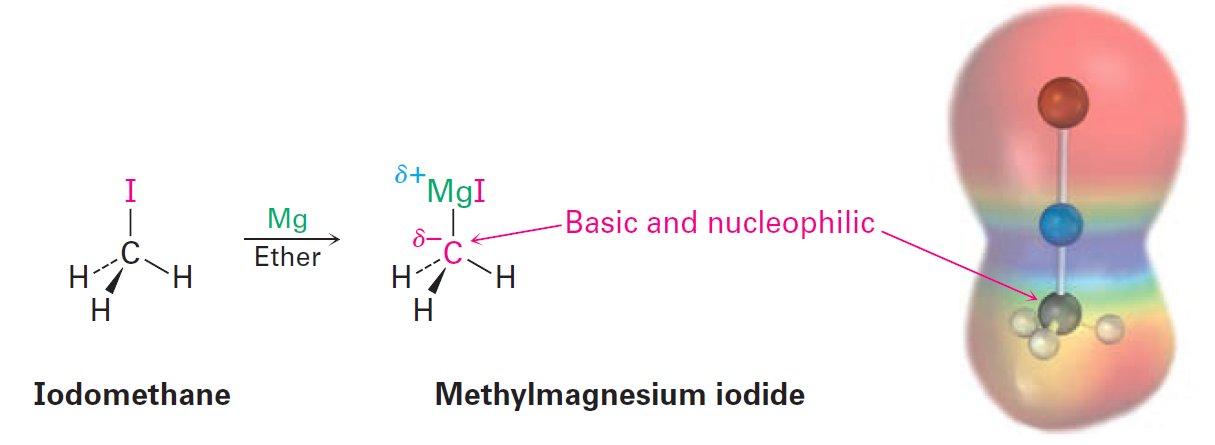 I
C
H
H
H
Mg
Ether
δ+
MgI
δ−
C
H
H
H
Basic and nucleophilic
Iodomethane
Methylmagnesium iodide